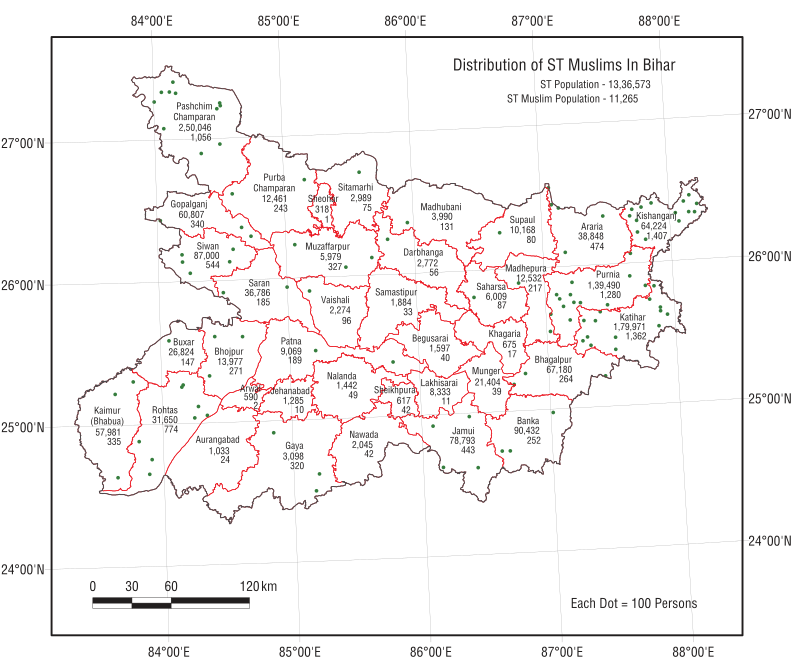 84°00'E 85°00'E 86°00'E 87°00'E 88°00'E
Distribution of ST Muslims In Bihar
ST Population - 13,36,573
ST Muslim Population - 11,265
27°00'N
27°00'N
26°00'N
26°00'N
25°00'N
25°00'N
24°00'N
24°00'N
Pashchim
Champaran
2,50,046
1,056
Purba
Champaran
12,461
243
Sheohor
318
1
Sitamarhi
2,989
75
Madhubani
3,990
131
Supaul
10,168
80
Araria
38,848
474
Kishanganj
64,224
1,407
Gopalganj
60,807
340
Siwan
87,000
544
Muzaffarpur
5,979
327
Darbhanga
2,772
56
Madhepura
12,532
217
Purnia
1,39,490
1,280
Saran
36,786
185
Vaishali
2,274
96
Samastipur
1,884
33
Saharsa
6,009
87
Katihar
1,79,971
1,362
Buxar
26,824
147
Bhojpur
13,977
271
Patna
9,069
189
Begusarai
1,597
40
Khagaria
675
17
Bhagalpur
67,180
264
Kaimur
(Bhabua)
57,981
335
Rohtas
31,650
774
Arwal
590
2
Jehanabad
1,285
10
Nalanda
1,442
49
Sheikhpura
617
42
Lakhisarai
8,333
11
Munger
21,404
39
Aurangabad
1,033
24
Gaya
3,098
320
Nawada
2,045
42
Jamui
78,793
443
Banka
90,432
252
0 30 60 120 km
Each Dot = 100 Persons
84°00'E 85°00'E 86°00'E 87°00'E 88°00'E